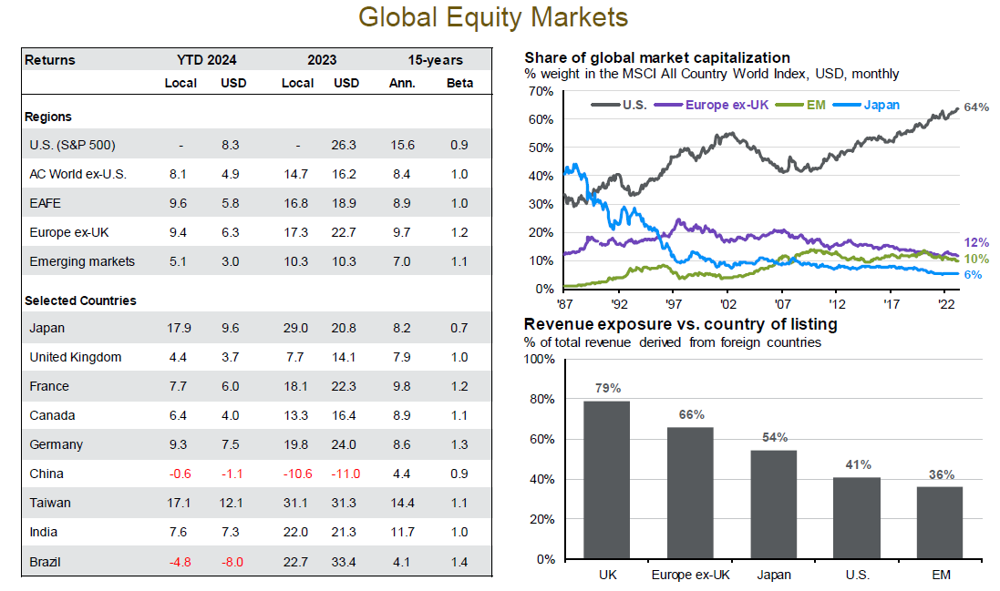 Global Equity Markets
Returns YTD 2024 2023 15-years
Local USD Local USD Ann. Beta
Regions
U.S. (S&P 500) - 8.3 - 26.3 15.6 0.9
AC World ex-U.S. 8.1 4.9 14.7 16.2 8.4 1.0
EAFE 9.6 5.8 16.8 18.9 8.9 1.0
Europe ex-UK 9.4 6.3 17.3 22.7 9.7 1.2
Emerging markets 5.1 3.0 10.3 10.3 7.0 1.1
Selected Countries
Japan 17.9 9.6 29.0 20.8 8.2 0.7
United Kingdom 4.4 3.7 7.7 14.1 7.9 1.0
France 7.7 6.0 18.1 22.3 9.8 1.2
Canada 6.4 4.0 13.3 16.4 8.9 1.1
Germany 9.3 7.5 19.8 24.0 8.6 1.3
China -0.6 -1.1 -10.6 -11.0 4.4 0.9
Taiwan 17.1 12.1 31.1 31.3 14.4 1.1
India 7.6 7.3 22.0 21.3 11.7 1.0
Brazil -4.8 -8.0 22.7 33.4 4.1 1.4
Share of global market capitalization
% weight in the MSCI All Country World Index, USD, monthly
70%
U.S. Europe ex-UK EM Japan
64%
60%
50%
40%
30%
20%
12%
10%
10%
6%
0%
'87 '92 '97 '02 '07 '12 '17 '22
Revenue exposure vs. country of listing
% of total revenue derived from foreign countries
100%
80%
60%
40%
20%
0%
79%
66%
54%
41%
36%
UK Europe ex-UK Japan U.S. EM